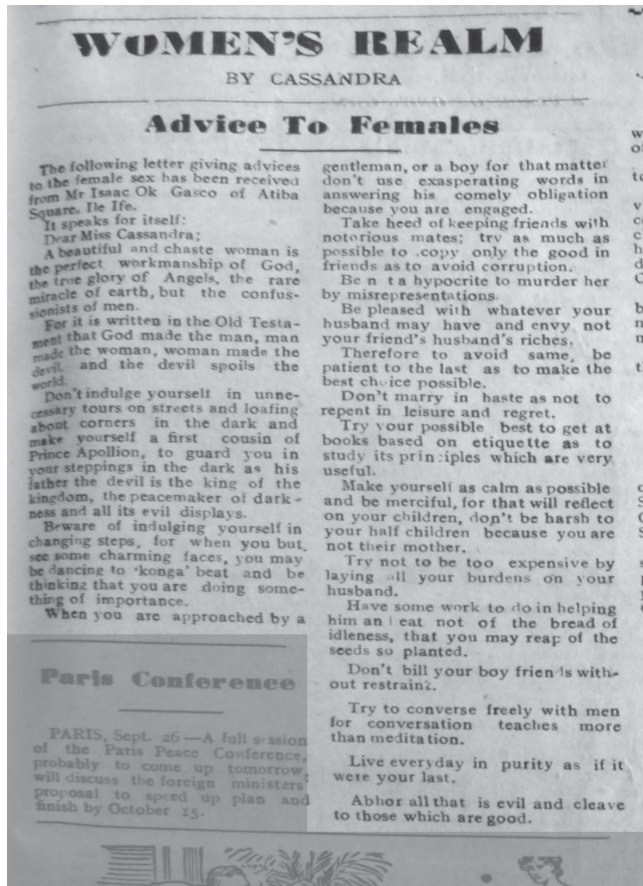 WOMEN'S REALM
BY CASSANDRA
Advice To Females
The following letter giving advices
to the female sex has been received
from Mr Isaac Ok Gasco of Atiba
Square, Ile Ife.
It speaks for itself:
Dear Miss Cassandra;
A beautiful and chaste woman is
the perfect workmanship of God,
the true glory of Angels, the rare
miracle of earth, but the confus-
sionists of men.
For it is written in the Old Testa-
ment that God made the man, man
made the woman, woman made the
devil, and the devil spoils the
world.
Don't indulge yourself in unne-
cessary tours on streets and loafing
about corners in the dark and
make yourself a first cousin of
Prince Apollion, to guard you in
your steppings in the dark as his
father the devil is the king of the
kingdom, the peacemaker of dark-
ness and all its evil displays.
Beware of indulging yourself in
changing steps, for when you but,
see some charming faces, you may
be dancing to 'konga' beat and be
thinking that you are doing some-
thing of importance.
When you are approached by a
gentleman, or a boy for that matter
don't use exasperating words in
answering his comely obligation
because you are engaged.
Take heed of keeping friends with
notorious mates; try as much as
possible to .copy only the good in
friends as to avoid corruption.
Be n t a hypocrite to murder her
by misrepresentations.
Be pleased with whatever your
husband may have and envy not
your friend's husband's riches.
Therefore to avoid same, be
patient to the last as to make the
best choice possible.
Don't marry in haste as not to
repent in leisure and regret.
Try your possible best to get at
books based on etiquette as to
study its prin:iples which are very
useful.
Make yourself as calm as possible
and be merciful, for that will reflect
on your children, don't be harsh to
your half children because you are
not their mother.
Try not to be too expensive by
laying all your burdens on your
husband.
Have some work to do in helping
him an l eat not of the bread of
idleness, that you may reap of the
seeds so planted.
Don't bill your boy friends with-
out restraint.
Try to converse freely with men
for conversation teaches more
than meditation.
Live everyday in purity as if it
were your last.
Abhor all that is evil and cleave
to those which are good.
Paris Conference
PARIS, Sept. 26—A full session
of the Paris Peace Conference,
probably to come up tomorrow
will discuss the foreign ministers'
proposal to speed up plan and
finish by October 15.